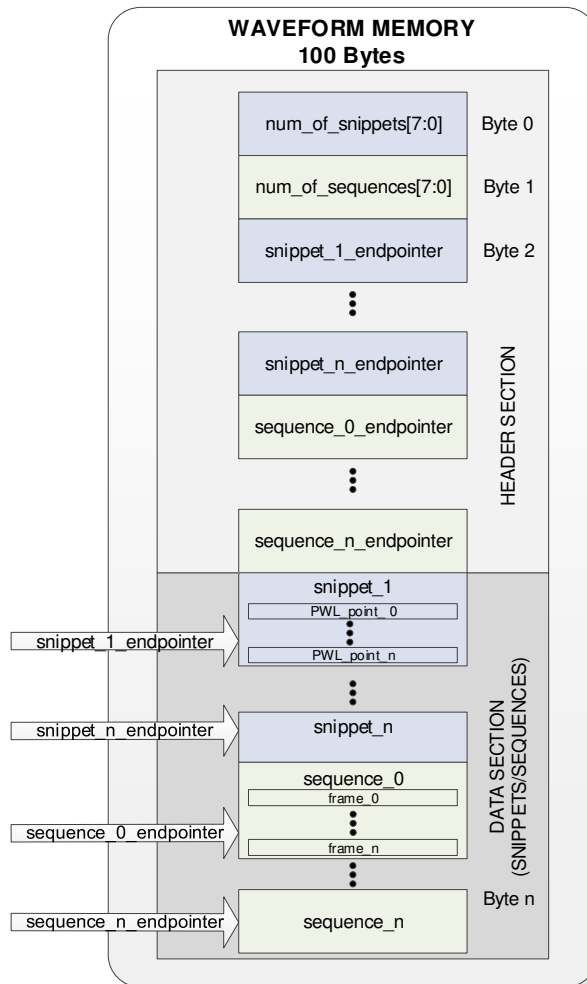 WAVEFORM MEMORY
100 Bytes
num_of_snippets[7:0]
Byte 0
num_of_sequences[7:0]
Byte 1
snippet_1_endpointer
Byte 2
snippet_n_endpointer
sequence_0_endpointer
sequence_n_endpointer
HEADER SECTION
snippet_1
PWL_point_0
snippet_1_endpointer
PWL_point_n
snippet_n_endpointer
snippet_n
sequence_0
frame_0
sequence_0_endpointer
frame_n
DATA SECTION
(SNIPPETS/SEQUENCES)
Byte n
sequence_n_endpointer
sequence_n